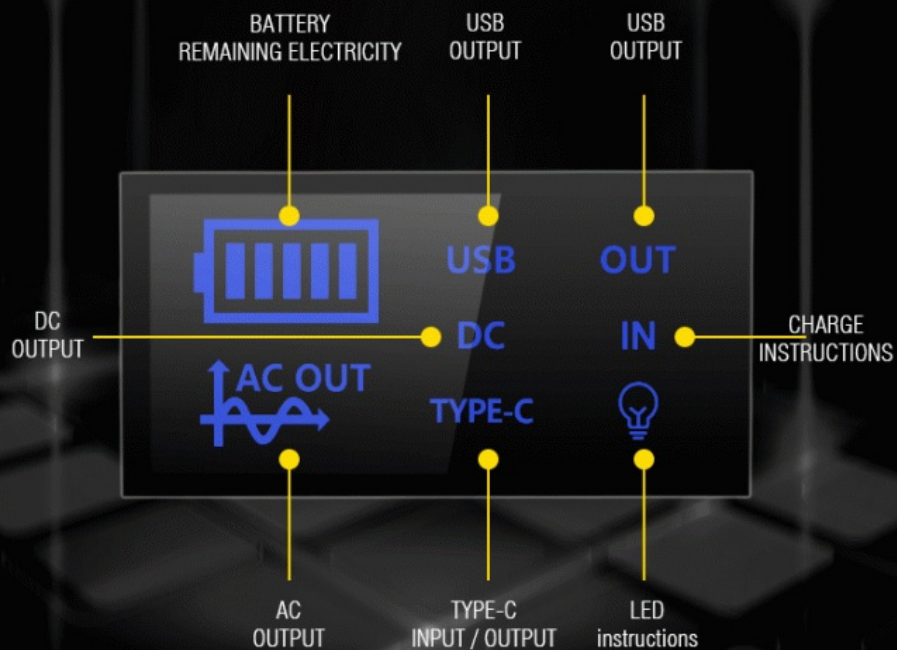 BATTERY
REMAINING ELECTRICITY
USB
OUTPUT
USB
OUTPUT
USB
OUT
DC
OUTPUT
DC
IN
CHARGE
INSTRUCTIONS
AC OUT
TYPE-C
AC
OUTPUT
TYPE-C
INPUT / OUTPUT
LED
instructions